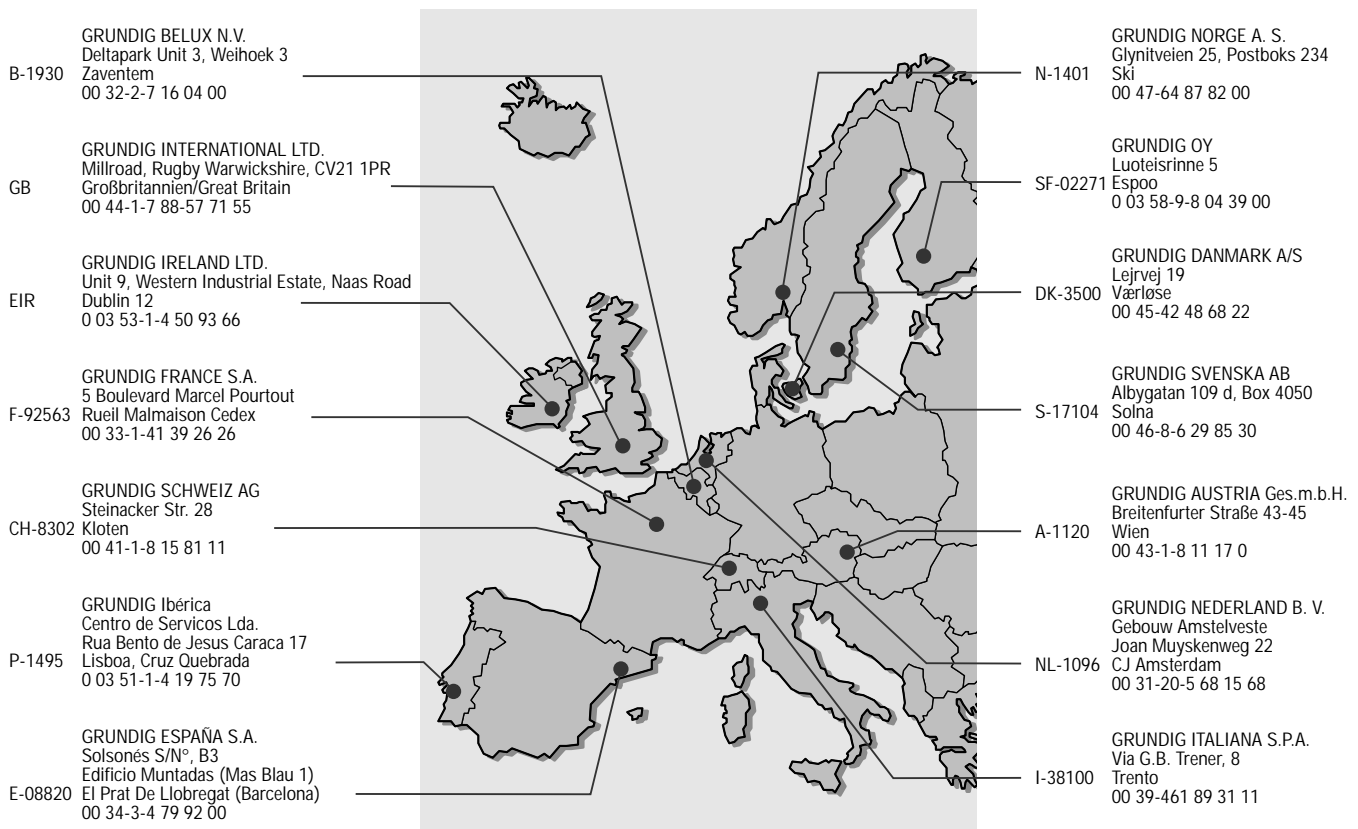 GRUNDIG BELUX N.V.
Deltapark Unit 3, Weihoek 3
B-1930 Zaventem
00 32-2-7 16 04 00
GRUNDIG INTERNATIONAL LTD.
Millroad, Rugby Warwickshire, CV21 1PR
GB Großbritannien/Great Britain
00 44-1-7 88-57 71 55
GRUNDIG IRELAND LTD.
Unit 9, Western Industrial Estate, Naas Road
EIR Dublin 12
0 03 53-1-4 50 93 66
GRUNDIG FRANCE S.A.
5 Boulevard Marcel Pourtout
F-92563 Rueil Malmaison Cedex
00 33-1-41 39 26 26
GRUNDIG SCHWEIZ AG
Steinacker Str. 28
CH-8302 Kloten
00 41-1-8 15 81 11
GRUNDIG Ibérica
Centro de Servicos Lda.
Rua Bento de Jesus Caraca 17
P-1495 Lisboa, Cruz Quebrada
0 03 51-1-4 19 75 70
GRUNDIG ESPAÑA S.A.
Solsonés S/N°, B3
Edificio Muntadas (Mas Blau 1)
E-08820 El Prat De Llobregat (Barcelona)
00 34-3-4 79 92 00
GRUNDIG NORGE A. S.
Glynitveien 25, Postboks 234
N-1401 Ski
00 47-64 87 82 00
GRUNDIG OY
Luoteisrinne 5
SF-02271 Espoo
0 03 58-9-8 04 39 00
GRUNDIG DANMARK A/S
Lejrvej 19
DK-3500 Værløse
00 45-42 48 68 22
GRUNDIG SVENSKA AB
Albygatan 109 d, Box 4050
S-17104 Solna
00 46-8-6 29 85 30
GRUNDIG AUSTRIA Ges.m.b.H.
Breitenfurter Straße 43-45
A-1120 Wien
00 43-1-8 11 17 0
GRUNDIG NEDERLAND B. V.
Gebouw Amstelveste
Joan Muyskenweg 22
NL-1096 CJ Amsterdam
00 31-20-5 68 15 68
GRUNDIG ITALIANA S.P.A.
Via G.B. Trener, 8
I-38100 Trento
00 39-461 89 31 11